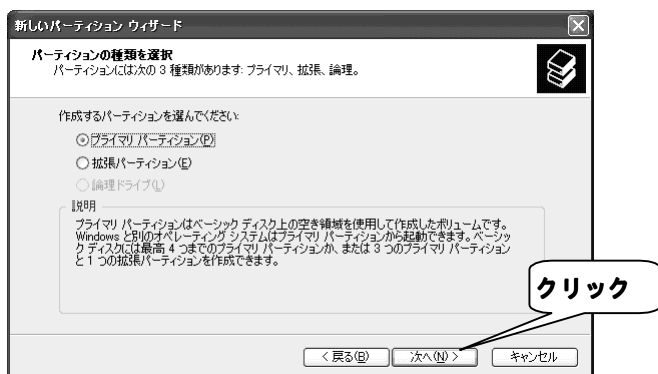 新しいパーティション ウィザード
パーティションの種類を選択
パーティションには次の 3 種類があります: プライマリ、拡張、論理。
作成するパーティションを選んでください:
プライマリ パーティション(P)
拡張パーティション(E)
論理ドライブ(L)
説明
プライマリ パーティションはベーシック ディスク上の空き領域を使用して作成したボリュームです。
Windows と別のオペレーティング システムはプライマリ パーティションから起動できます。ベーシッ
ク ディスクには最高 4 つまでのプライマリ パーティションか、または 3 つのプライマリ パーティション
と 1 つの拡張パーティションを作成できます。
クリック
< 戻る(B) 次へ(N) > キャンセル